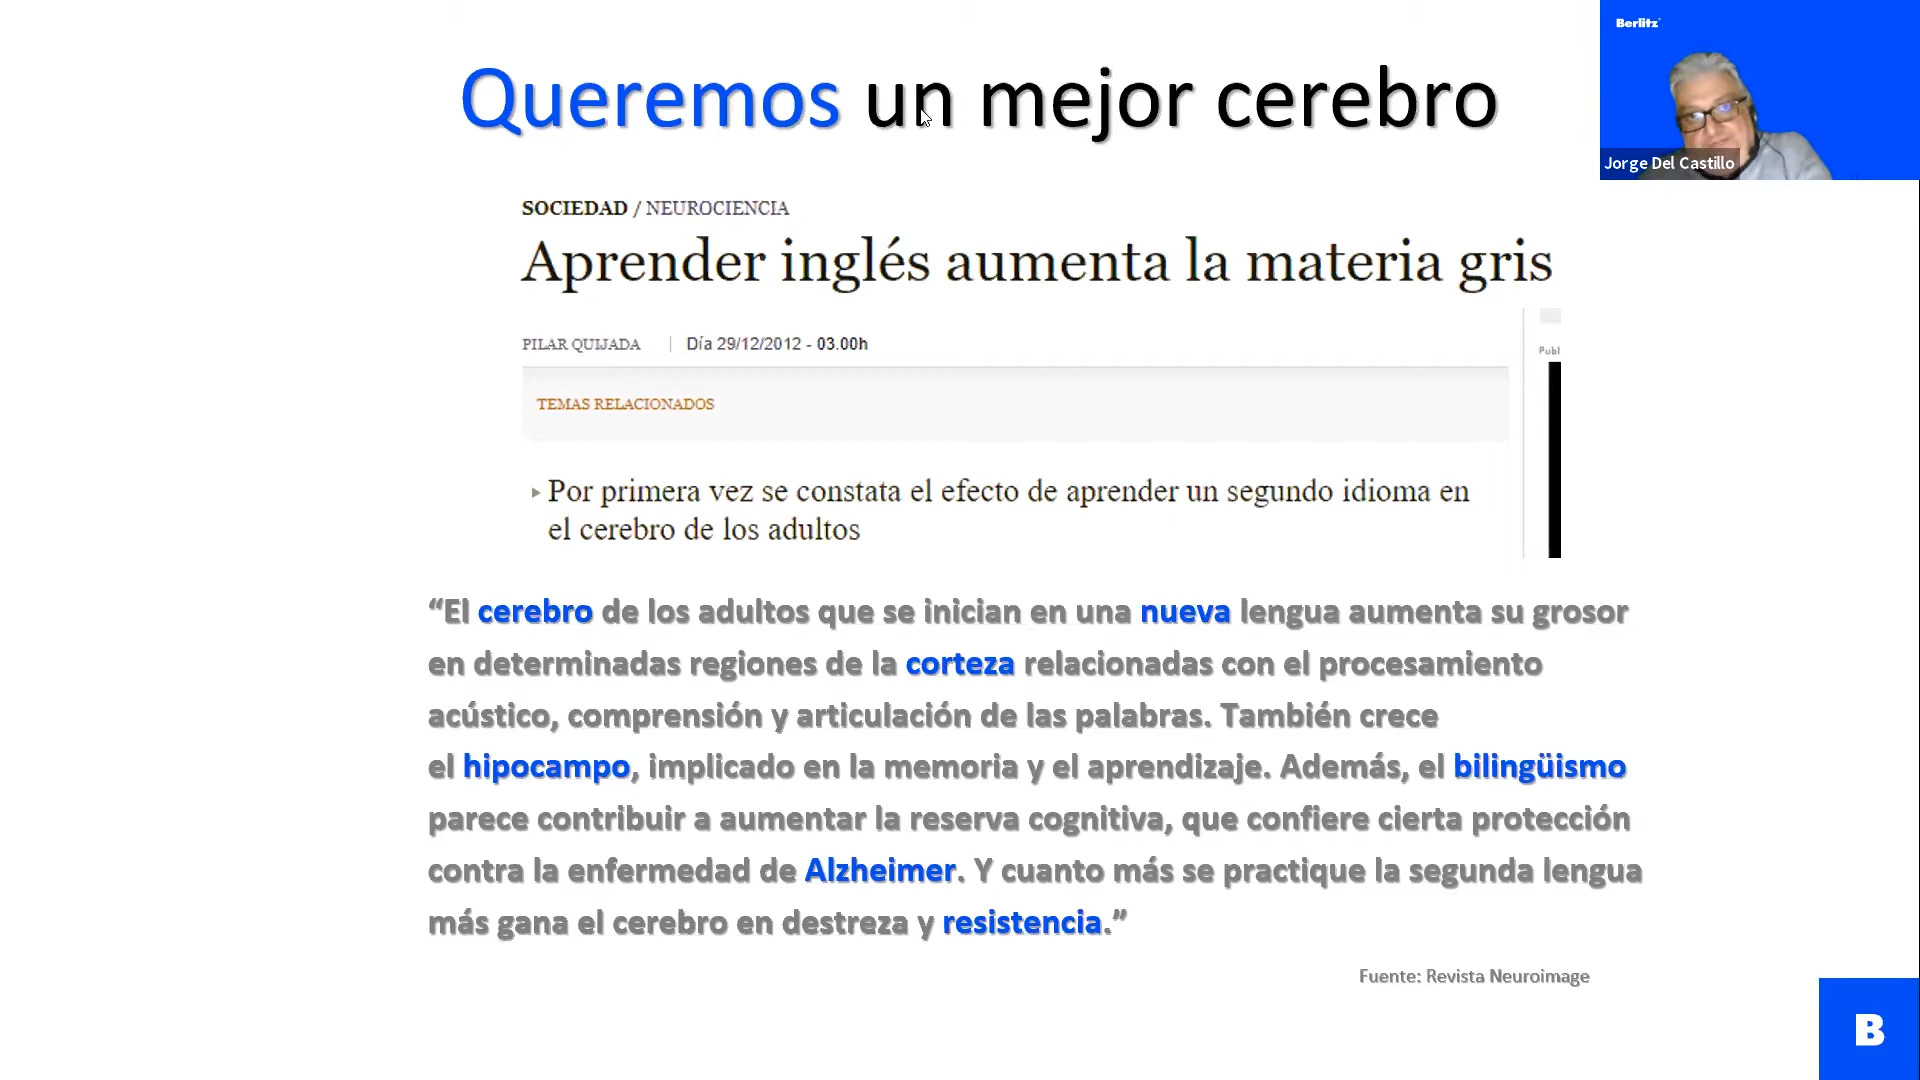 Berlitz
Queremos un mejor cerebro
Jorge Del Castillo
SOCIEDAD / NEUROCIENCIA
Aprender inglés aumenta la materia gris
PILAR QUIJADA | Día 29/12/2012 - 03.00h
Publ
TEMAS RELACIONADOS
Por primera vez se constata el efecto de aprender un segundo idioma en
el cerebro de los adultos
“El cerebro de los adultos que se inician en una nueva lengua aumenta su grosor
en determinadas regiones de la corteza relacionadas con el procesamiento
acústico, comprensión y articulación de las palabras. También crece
el hipocampo, implicado en la memoria y el aprendizaje. Además, el bilingüismo
parece contribuir a aumentar la reserva cognitiva, que confiere cierta protección
contra la enfermedad de Alzheimer. Y cuanto más se practique la segunda lengua
más gana el cerebro en destreza y resistencia.”
Fuente: Revista Neuroimage
B